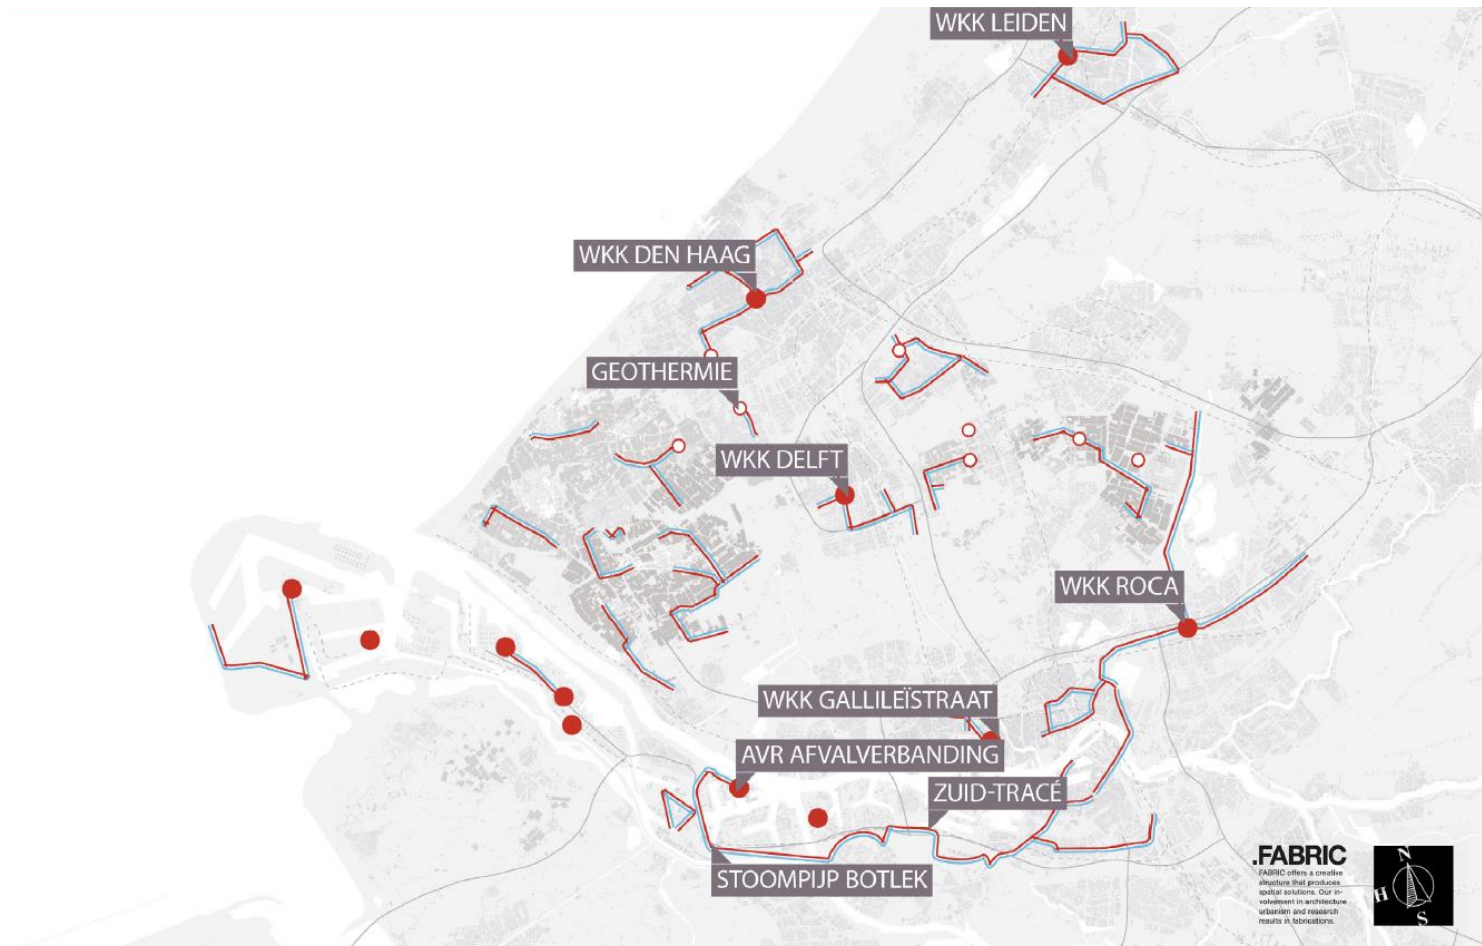 WKK LEIDEN
WKK DEN HAAG
GEOTHERMIE
WKK DELFT
WKK ROCA
WKK GALLILEÏSTRAAT
AVR AFVALVERBANDING
ZUID-TRACÉ
STOOMPIJP BOTLEK
.FABRIC
FABRIC offers a creative
structure that produces
spatial solutions. Our in-
volvement in architecture
urbanism and research
results in fabrications.
N
H
S